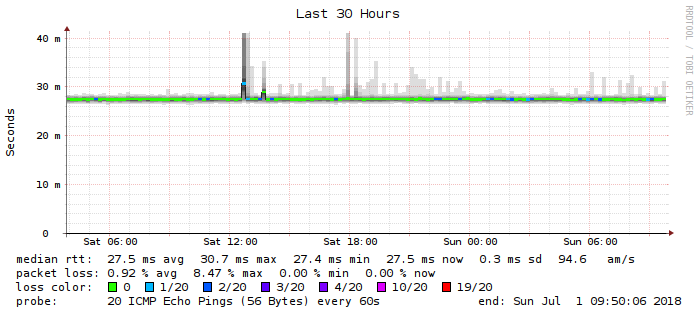 Last 30 Hours
RRDTOOL / TOBI OETIKER
Seconds
40 m
30 m
20 m
10 m
0
Sat 06:00 Sat 12:00 Sat 18:00 Sun 00:00 Sun 06:00
median rtt: 27.5 ms avg 30.7 ms max 27.4 ms min 27.5 ms now 0.3 ms sd 94.6 am/s
packet loss: 0.92 % avg 8.47 % max 0.00 % min 0.00 % now
loss color: 0 1/20 2/20 3/20 4/20 10/20 19/20
probe: 20 ICMP Echo Pings (56 Bytes) every 60s end: Sun Jul 1 09:50:06 2018